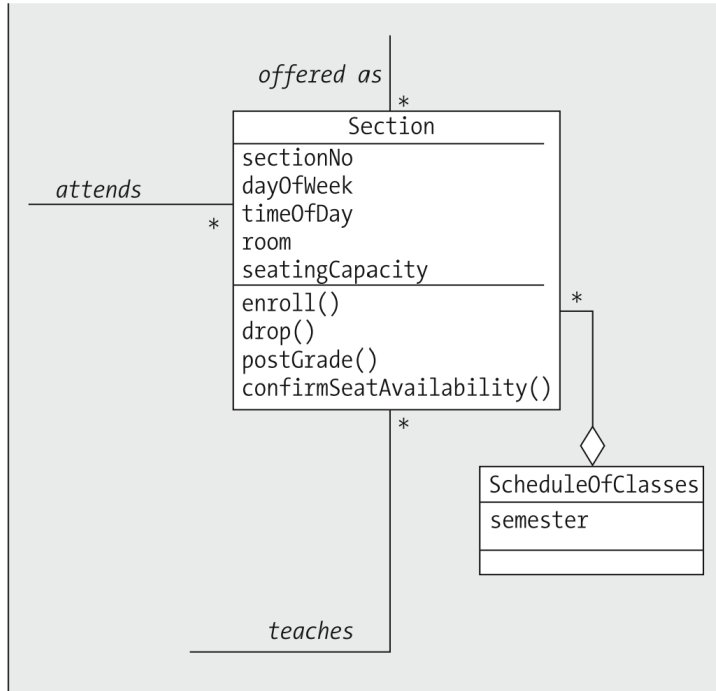 offered as
*
Section
sectionNo
dayOfWeek
timeOfDay
room
seatingCapacity
enroll()
drop()
postGrade()
confirmSeatAvailability()
attends
*
*
ScheduleOfClasses
semester
*
teaches